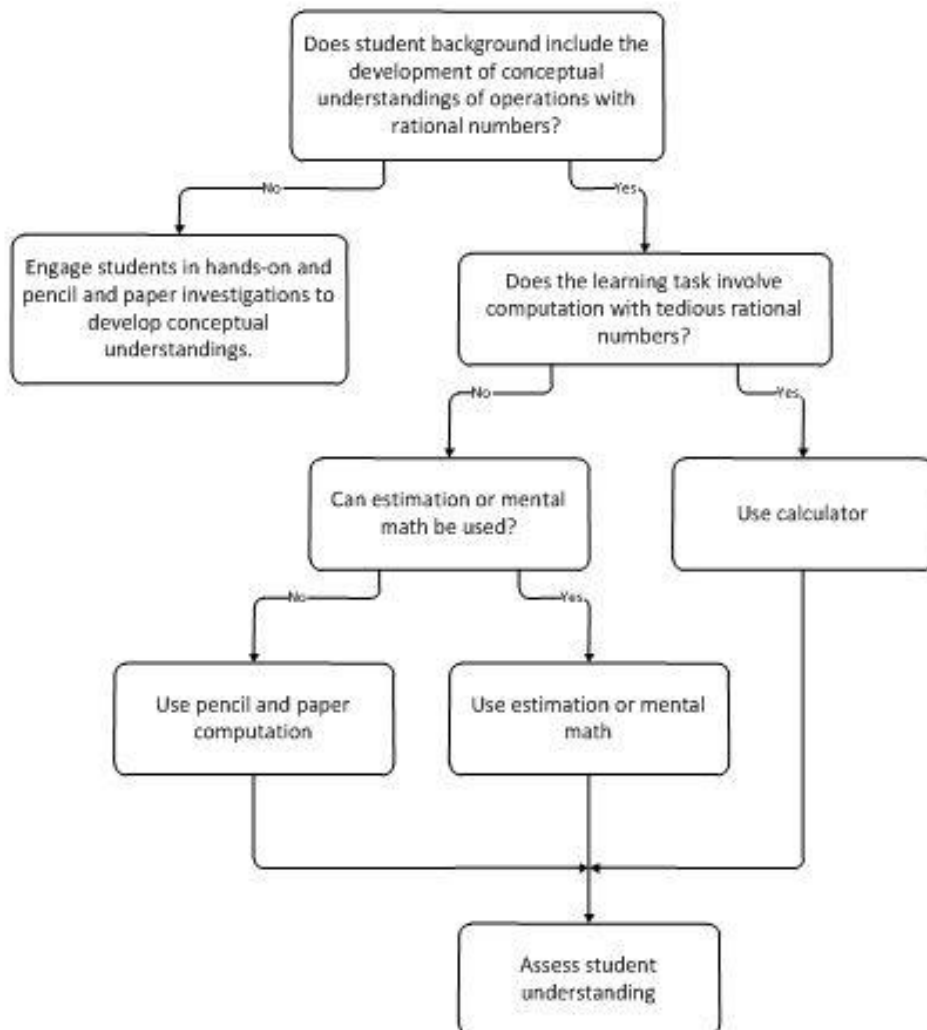 Does student background include the
development of conceptual
understandings of operations with
rational numbers?
No
Yes
Engage students in hands-on and
pencil and paper investigations to
develop conceptual
understandings.
Does the learning task involve
computation with tedious rational
numbers?
No
Yes
Can estimation or mental
math be used?
Use calculator
No
Yes
Use pencil and paper
computation
Use estimation or mental
math
Assess student
understanding